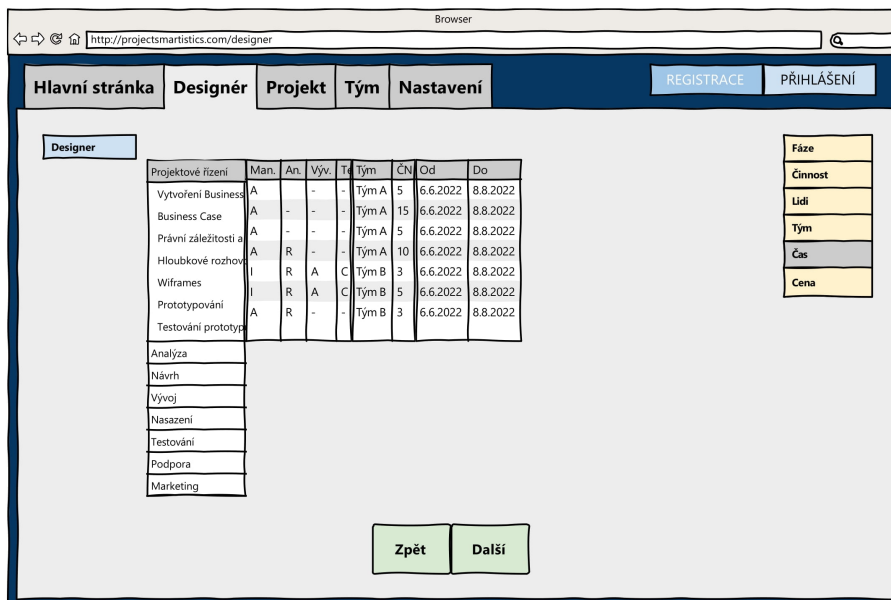 Browser
http://projectsmartistics.com/designer
Hlavní stránka Designér Projekt Tým Nastavení REGISTRACE PŘIHLÁŠENÍ
Designer
Fáze
Činnost
Lidi
Tým
Čas
Cena
Projektové řízení Man. An. Výv. Te Tým ČN Od Do
Vytvoření Business A - - Tým A 5 6.6.2022 8.8.2022
Business Case A - - - Tým A 15 6.6.2022 8.8.2022
Právní záležitosti a A - - - Tým A 5 6.6.2022 8.8.2022
Hloubkové rozhov A R - - Tým A 10 6.6.2022 8.8.2022
Wiframes I R A C Tým B 3 6.6.2022 8.8.2022
Prototypování I R A C Tým B 5 6.6.2022 8.8.2022
Testování prototyp A R - - Tým B 3 6.6.2022 8.8.2022
Analýza
Návrh
Vývoj
Nasazení
Testování
Podpora
Marketing
Zpět Další